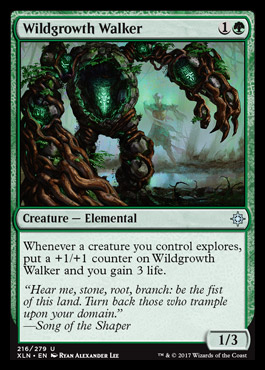 Wildgrowth Walker 1
Creature — Elemental
Whenever a creature you control explores,
put a +1/+1 counter on Wildgrowth
Walker and you gain 3 life.
“Hear me, stone, root, branch: be the fist
of this land. Turn back those who trample
upon your domain.”
—Song of the Shaper
1/3
216/279 U
XLN • EN Ryan Alexander Lee
™ & © 2017 Wizards of the Coast